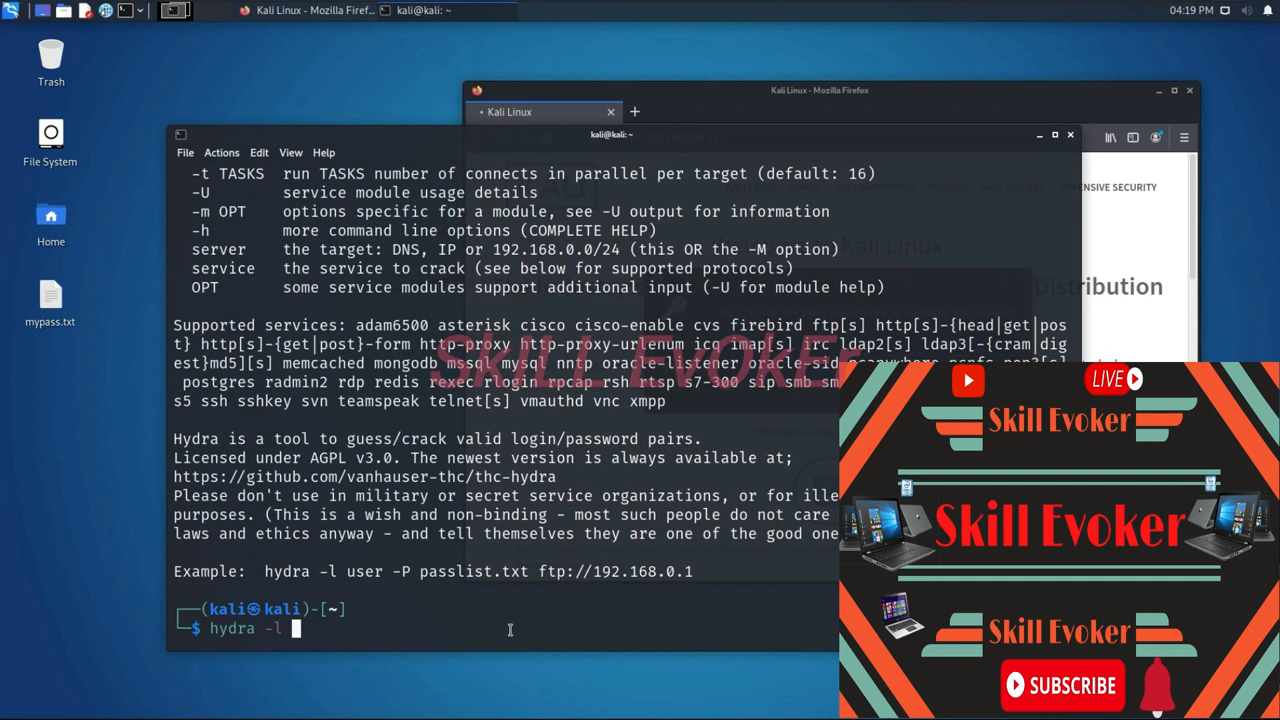 Kali Linux - Mozilla Firef...
kali@kali: ~
04:19 PM
Trash
File System
Home
mypass.txt
Kali Linux - Mozilla Firefox
Kali Linux
kali@kali: ~
File Actions Edit View Help
-t TASKS run TASKS number of connects in parallel per target (default: 16)
-U service module usage details
-m OPT options specific for a module, see -U output for information
-h more command line options (COMPLETE HELP)
server the target: DNS, IP or 192.168.0.0/24 (this OR the -M option)
service the service to crack (see below for supported protocols)
OPT some service modules support additional input (-U for module help)
Supported services: adam6500 asterisk cisco cisco-enable cvs firebird ftp[s] http[s]-{head|get|pos
t} http[s]-{get|post}-form http-proxy http-proxy-urlenum icq imap[s] irc ldap2[s] ldap3[-{cram|dig
est}md5][s] memcached mongodb mssql mysql nntp oracle-listener oracle-sid
postgres radmin2 rdp redis rexec rlogin rpcap rsh rtsp s7-300 sip smb
s5 ssh sshkey svn teamspeak telnet[s] vmauthd vnc xmpp
Hydra is a tool to guess/crack valid login/password pairs.
Licensed under AGPL v3.0. The newest version is always available at;
https://github.com/vanhauser-thc/thc-hydra
Please don't use in military or secret service organizations, or for ille
purposes. (This is a wish and non-binding - most such people do not care
laws and ethics anyway - and tell themselves they are one of the good one
Example: hydra -l user -P passlist.txt ftp://192.168.0.1
┌──(kali㉿kali)-[~]
└─$ hydra -l
ENSIVE SECURITY
Kali Linux
Distribution
SKILL EVOKER
LIVE
Skill Evoker
Skill Evoker
Skill Evoker
SUBSCRIBE